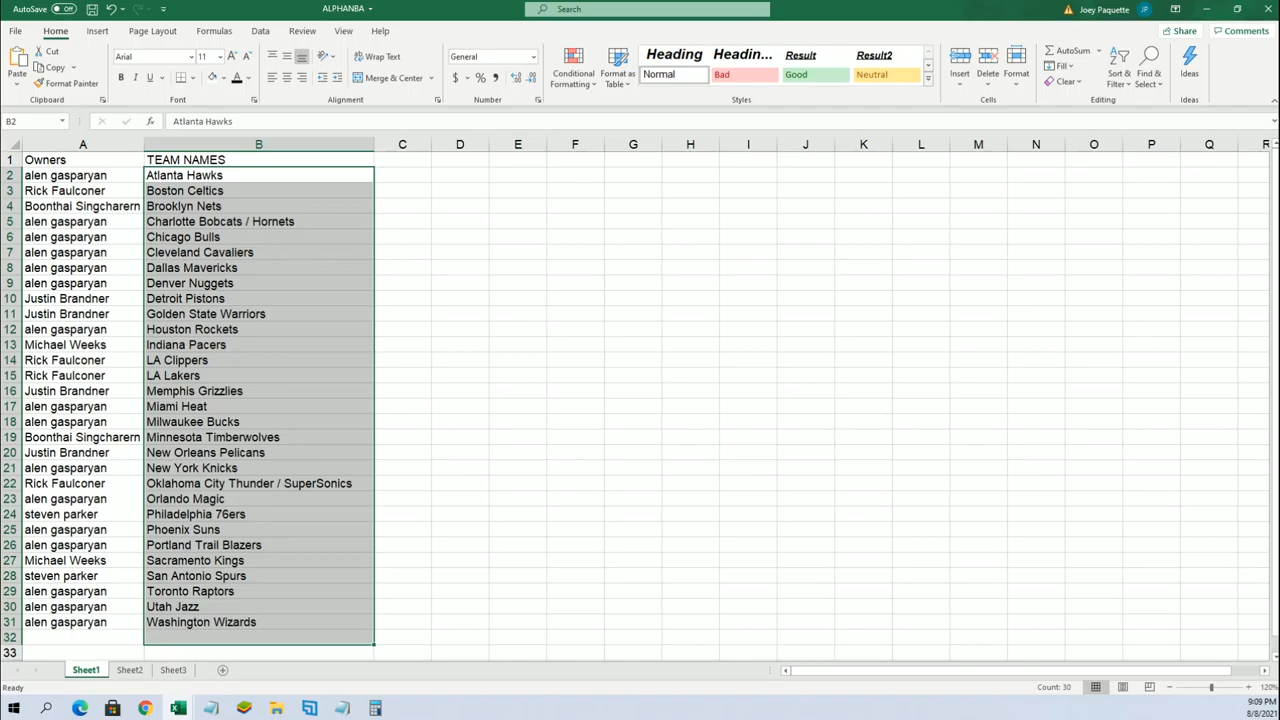 AutoSave Off ALPHANBA Search Joey Paquette JP
File Home Insert Draw Page Layout Formulas Data Review View Help Share Comments
Paste Cut Copy Format Painter Clipboard
Arial 11 A A B I U A Font
Wrap Text Merge & Center Alignment
General $ % 9 Number
Conditional Formatting Format as Table
Heading Headin... Result Result2
Normal Bad Good Neutral Styles
Insert Delete Format Cells
AutoSum Fill Clear Sort & Filter Find & Select Editing
Ideas Ideas
B2 fx Atlanta Hawks
A B C D E F G H I J K L M N O P Q R
1 Owners TEAM NAMES
2 alen gasparyan Atlanta Hawks
3 Rick Faulconer Boston Celtics
4 Boonthai Singcharern Brooklyn Nets
5 alen gasparyan Charlotte Bobcats / Hornets
6 alen gasparyan Chicago Bulls
7 alen gasparyan Cleveland Cavaliers
8 alen gasparyan Dallas Mavericks
9 alen gasparyan Denver Nuggets
10 Justin Brandner Detroit Pistons
11 Justin Brandner Golden State Warriors
12 alen gasparyan Houston Rockets
13 Michael Weeks Indiana Pacers
14 Rick Faulconer LA Clippers
15 Rick Faulconer LA Lakers
16 Justin Brandner Memphis Grizzlies
17 alen gasparyan Miami Heat
18 alen gasparyan Milwaukee Bucks
19 Boonthai Singcharern Minnesota Timberwolves
20 Justin Brandner New Orleans Pelicans
21 alen gasparyan New York Knicks
22 Rick Faulconer Oklahoma City Thunder / SuperSonics
23 alen gasparyan Orlando Magic
24 steven parker Philadelphia 76ers
25 alen gasparyan Phoenix Suns
26 alen gasparyan Portland Trail Blazers
27 Michael Weeks Sacramento Kings
28 steven parker San Antonio Spurs
29 alen gasparyan Toronto Raptors
30 alen gasparyan Utah Jazz
31 alen gasparyan Washington Wizards
32
33
Sheet1 Sheet2 Sheet3
Ready Count: 30 120%
9:09 PM
8/8/2021